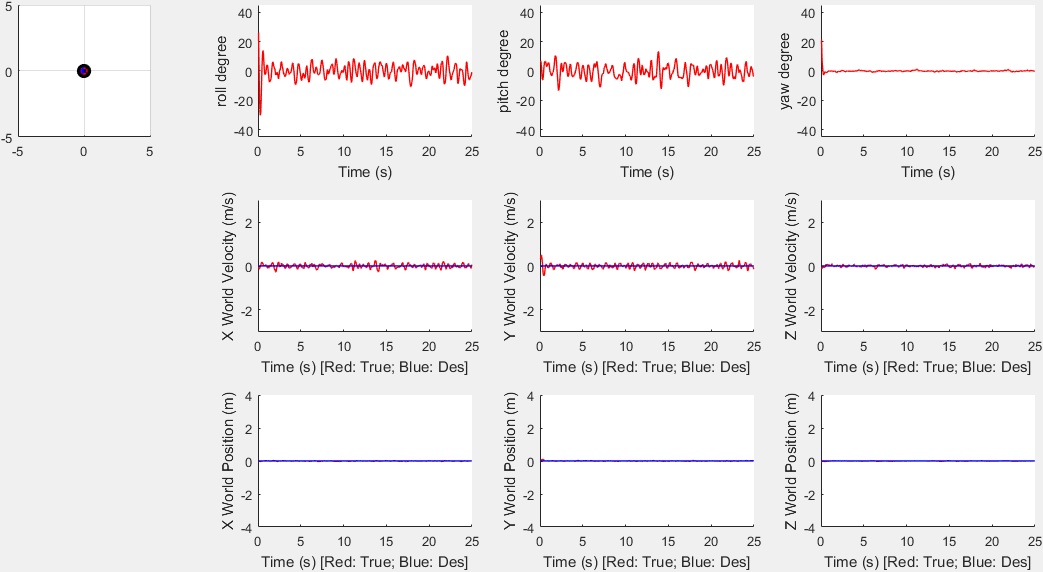 5
0
-5
-5 0 5
roll degree
40
20
0
-20
-40
0 5 10 15 20 25
Time (s)
pitch degree
40
20
0
-20
-40
0 5 10 15 20 25
Time (s)
yaw degree
40
20
0
-20
-40
0 5 10 15 20 25
Time (s)
X World Velocity (m/s)
2
0
-2
0 5 10 15 20 25
Time (s) [Red: True; Blue: Des]
Y World Velocity (m/s)
2
0
-2
0 5 10 15 20 25
Time (s) [Red: True; Blue: Des]
Z World Velocity (m/s)
2
0
-2
0 5 10 15 20 25
Time (s) [Red: True; Blue: Des]
X World Position (m)
4
2
0
-2
-4
0 5 10 15 20 25
Time (s) [Red: True; Blue: Des]
Y World Position (m)
4
2
0
-2
-4
0 5 10 15 20 25
Time (s) [Red: True; Blue: Des]
Z World Position (m)
4
2
0
-2
-4
0 5 10 15 20 25
Time (s) [Red: True; Blue: Des]